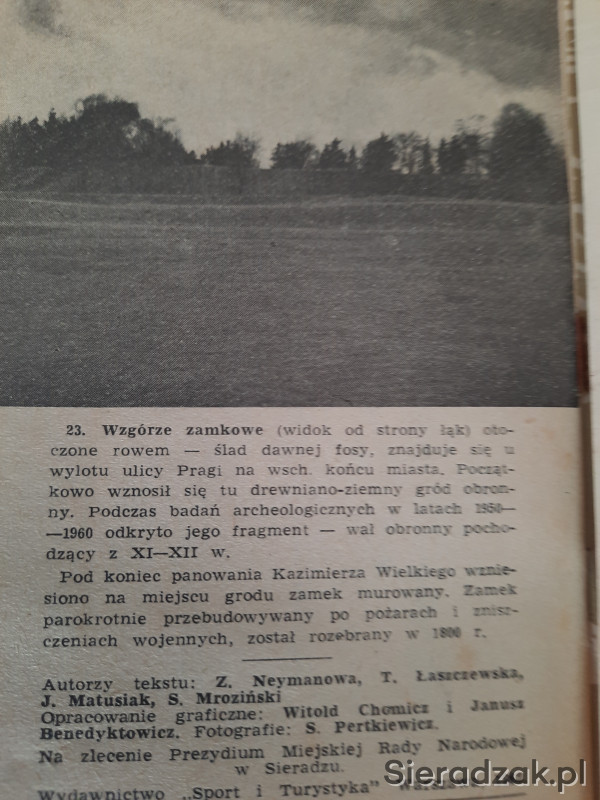 23. Wzgórze zamkowe (widok od strony łąk) oto-
czone rowem — ślad dawnej fosy, znajduje się u
wylotu ulicy Pragi na wsch. końcu miasta. Począt-
kowo wznosił się tu drewniano-ziemny gród obron-
ny. Podczas badań archeologicznych w latach 1950—
—1960 odkryto jego fragment — wał obronny pocho-
dzący z XI—XII w.
Pod koniec panowania Kazimierza Wielkiego wznie-
siono na miejscu grodu zamek murowany. Zamek
parokrotnie przebudowywany po pożarach i znisz-
czeniach wojennych, został rozebrany w 1800 r.
Autorzy tekstu: Z. Neymanowa, T. Łaszczewska,
J. Matusiak, S. Mroziński
Opracowanie graficzne: Witold Chomicz i Janusz
Benedyktowicz. Fotografie: S. Pertkiewicz.
Na zlecenie Prezydium Miejskiej Rady Narodowej
w Sieradzu.
Wydawnictwo „Sport i Turystyka"
Sieradzak.pl